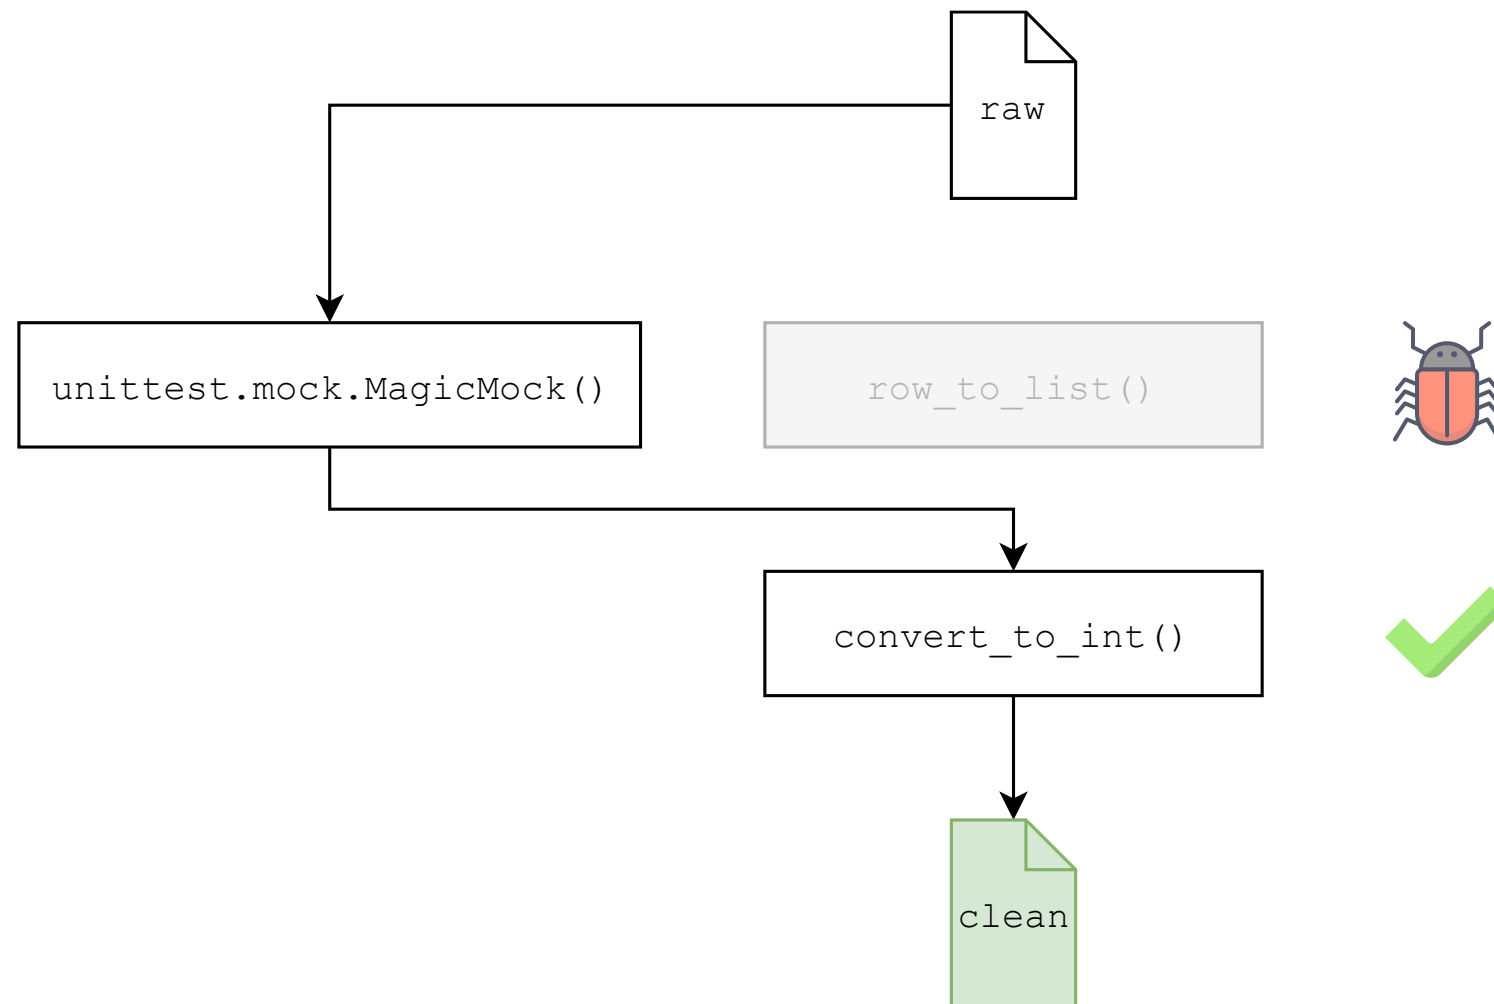 raw
unittest.mock.MagicMock()
row_to_list()
convert_to_int()
clean